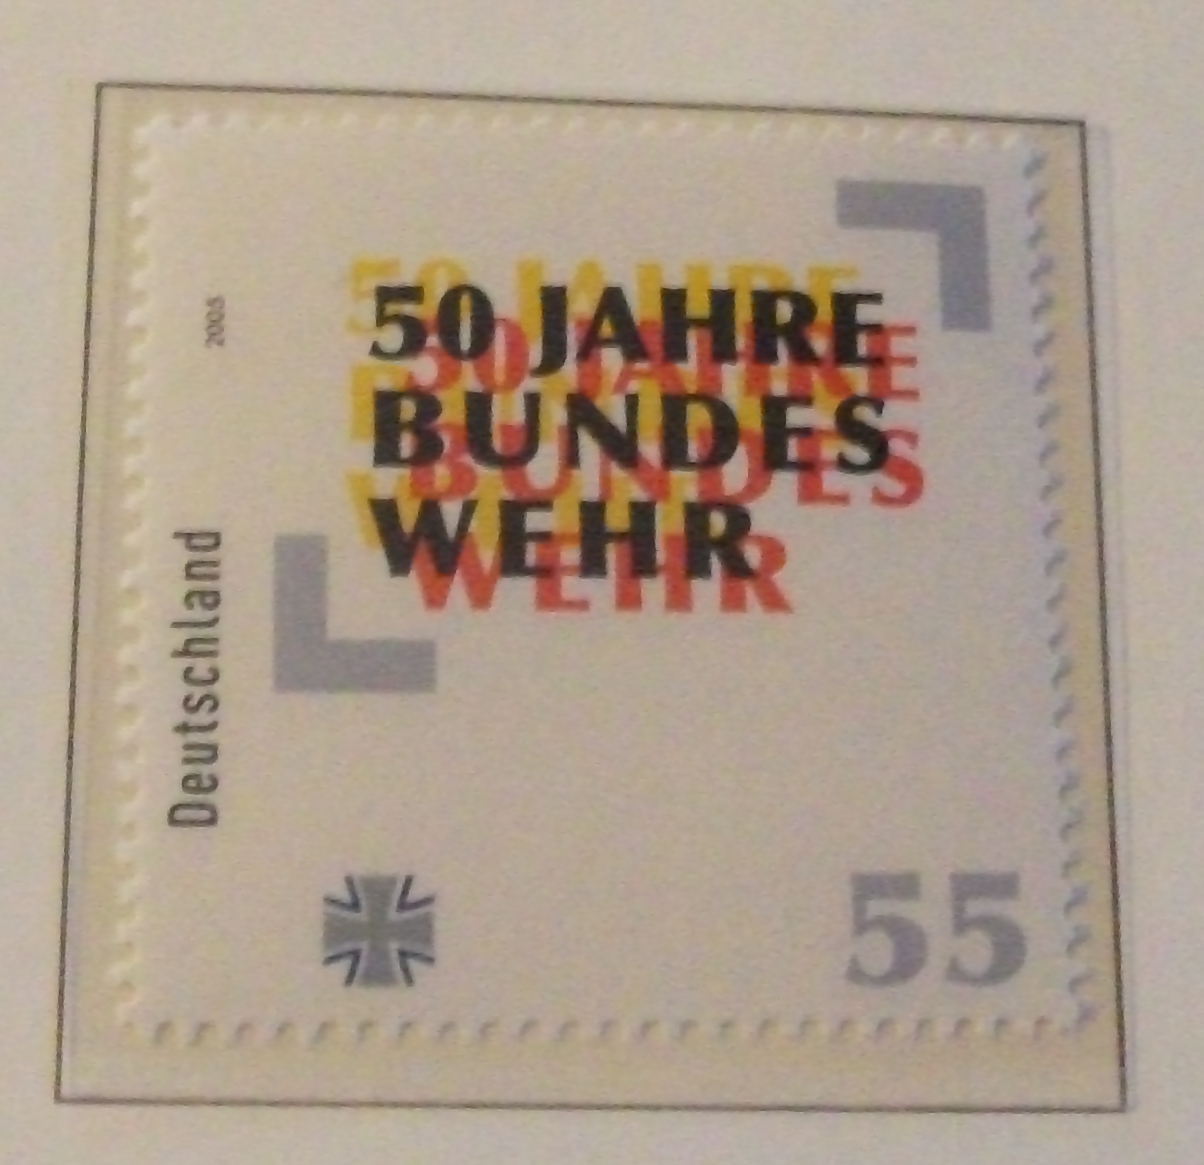 2005
50 JAHRE
BUNDES
WEHR
Deutschland
55